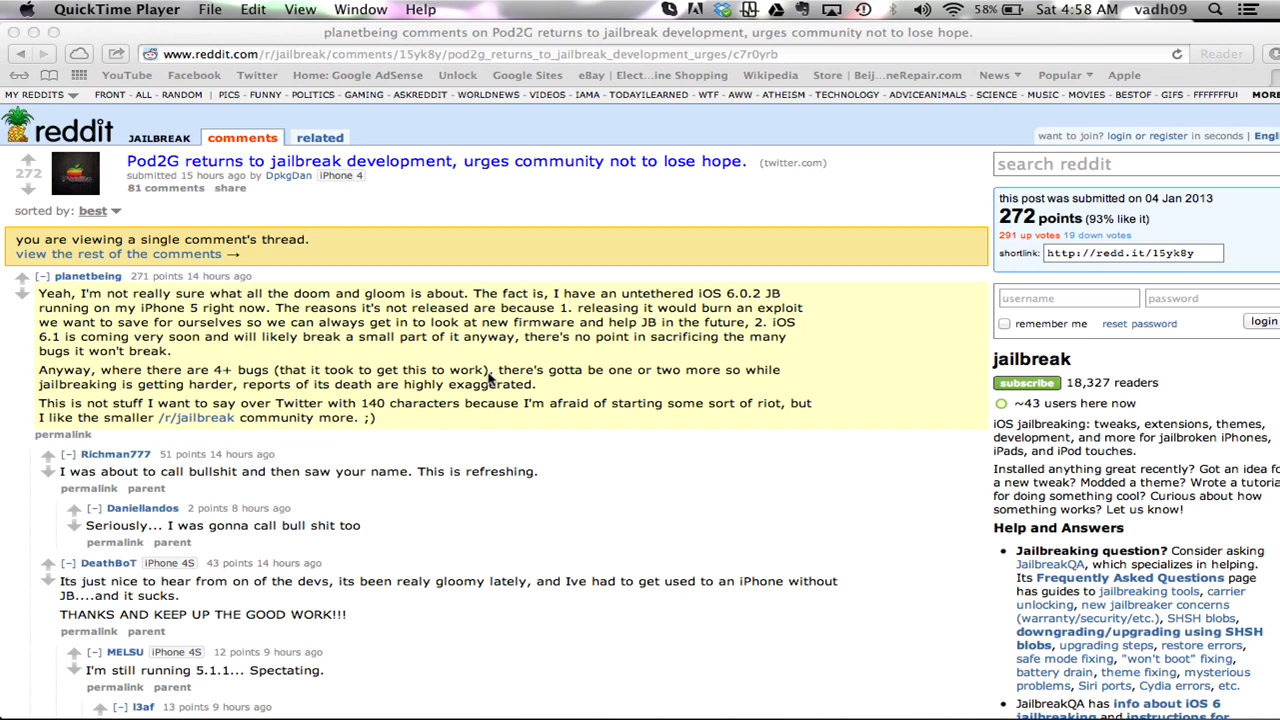 QuickTime Player File Edit View Window Help 58% Sat 4:58 AM vadh09
planetbeing comments on Pod2G returns to jailbreak development, urges community not to lose hope.
www.reddit.com/r/jailbreak/comments/15yk8y/pod2g_returns_to_jailbreak_development_urges/c7r0yrb Reader
YouTube Facebook Twitter Home: Google AdSense Unlock Google Sites eBay | Elect...ine Shopping Wikipedia Store | Beij...neRepair.com News Popular Apple
MY REDDITS FRONT - ALL - RANDOM | PICS - FUNNY - POLITICS - GAMING - ASKREDDIT - WORLDNEWS - VIDEOS - IAMA - TODAYILEARNED - WTF - AWW - ATHEISM - TECHNOLOGY - ADVICEANIMALS - SCIENCE - MUSIC - MOVIES - BESTOF - GIFS - FFFFFFFU MORE
reddit JAILBREAK comments related
want to join? login or register in seconds | Engl
Pod2G returns to jailbreak development, urges community not to lose hope. (twitter.com)
272
submitted 15 hours ago by DpkgDan iPhone 4
81 comments share
sorted by: best
you are viewing a single comment's thread.
view the rest of the comments →
[-] planetbeing 271 points 14 hours ago
Yeah, I'm not really sure what all the doom and gloom is about. The fact is, I have an untethered iOS 6.0.2 JB
running on my iPhone 5 right now. The reasons it's not released are because 1. releasing it would burn an exploit
we want to save for ourselves so we can always get in to look at new firmware and help JB in the future, 2. iOS
6.1 is coming very soon and will likely break a small part of it anyway, there's no point in sacrificing the many
bugs it won't break.
Anyway, where there are 4+ bugs (that it took to get this to work), there's gotta be one or two more so while
jailbreaking is getting harder, reports of its death are highly exaggerated.
This is not stuff I want to say over Twitter with 140 characters because I'm afraid of starting some sort of riot, but
I like the smaller /r/jailbreak community more. ;)
permalink
[-] Richman777 51 points 14 hours ago
I was about to call bullshit and then saw your name. This is refreshing.
permalink parent
[-] Daniellandos 2 points 8 hours ago
Seriously... I was gonna call bull shit too
permalink parent
[-] DeathBoT iPhone 4S 43 points 14 hours ago
Its just nice to hear from on of the devs, its been realy gloomy lately, and Ive had to get used to an iPhone without
JB....and it sucks.
THANKS AND KEEP UP THE GOOD WORK!!!
permalink parent
[-] MELSU iPhone 4S 12 points 9 hours ago
I'm still running 5.1.1... Spectating.
permalink parent
[-] l3af 13 points 9 hours ago
search reddit
this post was submitted on 04 Jan 2013
272 points (93% like it)
291 up votes 19 down votes
shortlink: http://redd.it/15yk8y
username password
remember me reset password login
jailbreak
subscribe 18,327 readers
~43 users here now
iOS jailbreaking: tweaks, extensions, themes,
development, and more for jailbroken iPhones,
iPads, and iPod touches.
Installed anything great recently? Got an idea fo
a new tweak? Modded a theme? Wrote a tutoria
for doing something cool? Curious about how
something works? Let us know!
Help and Answers
Jailbreaking question? Consider asking
JailbreakQA, which specializes in helping.
Its Frequently Asked Questions page
has guides to jailbreaking tools, carrier
unlocking, new jailbreaker concerns
(warranty/security/etc.), SHSH blobs,
downgrading/upgrading using SHSH
blobs, upgrading steps, restore errors,
safe mode fixing, "won't boot" fixing,
battery drain, theme fixing, mysterious
problems, Siri ports, Cydia errors, etc.
JailbreakQA has info about iOS 6
jailbreaking and instructions for